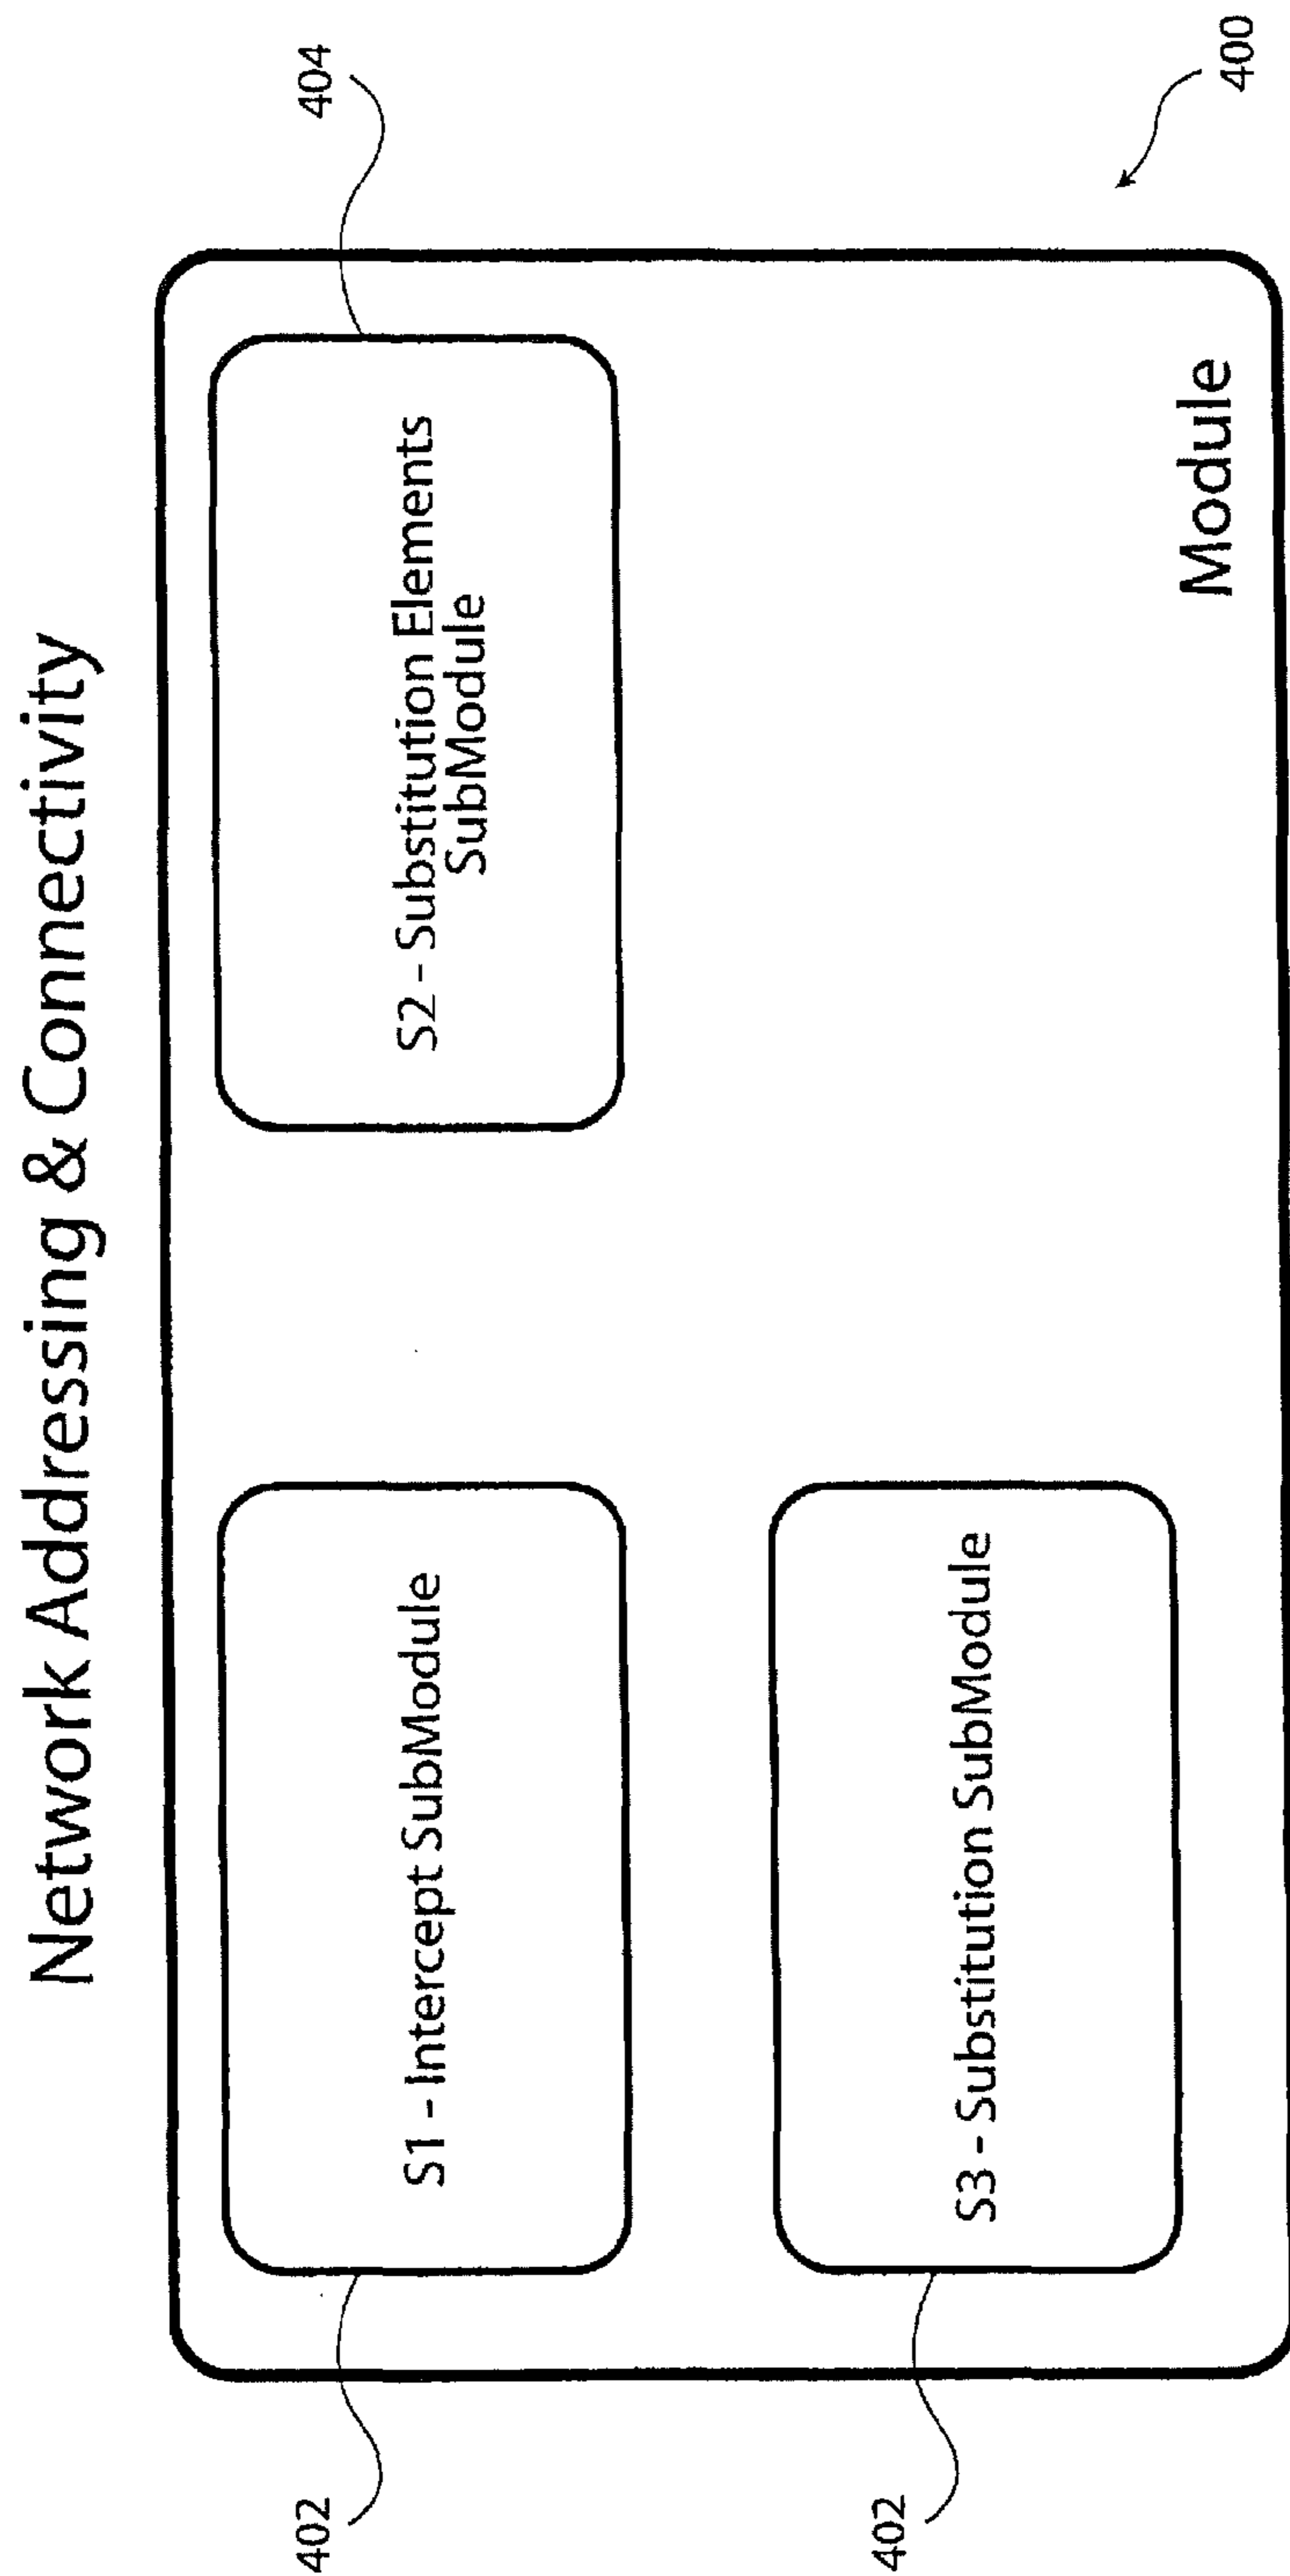 Network Addressing & Connectivity
402
S1 - Intercept SubModule
S2 - Substitution Elements
SubModule
404
402
S3 - Substitution SubModule
Module
400